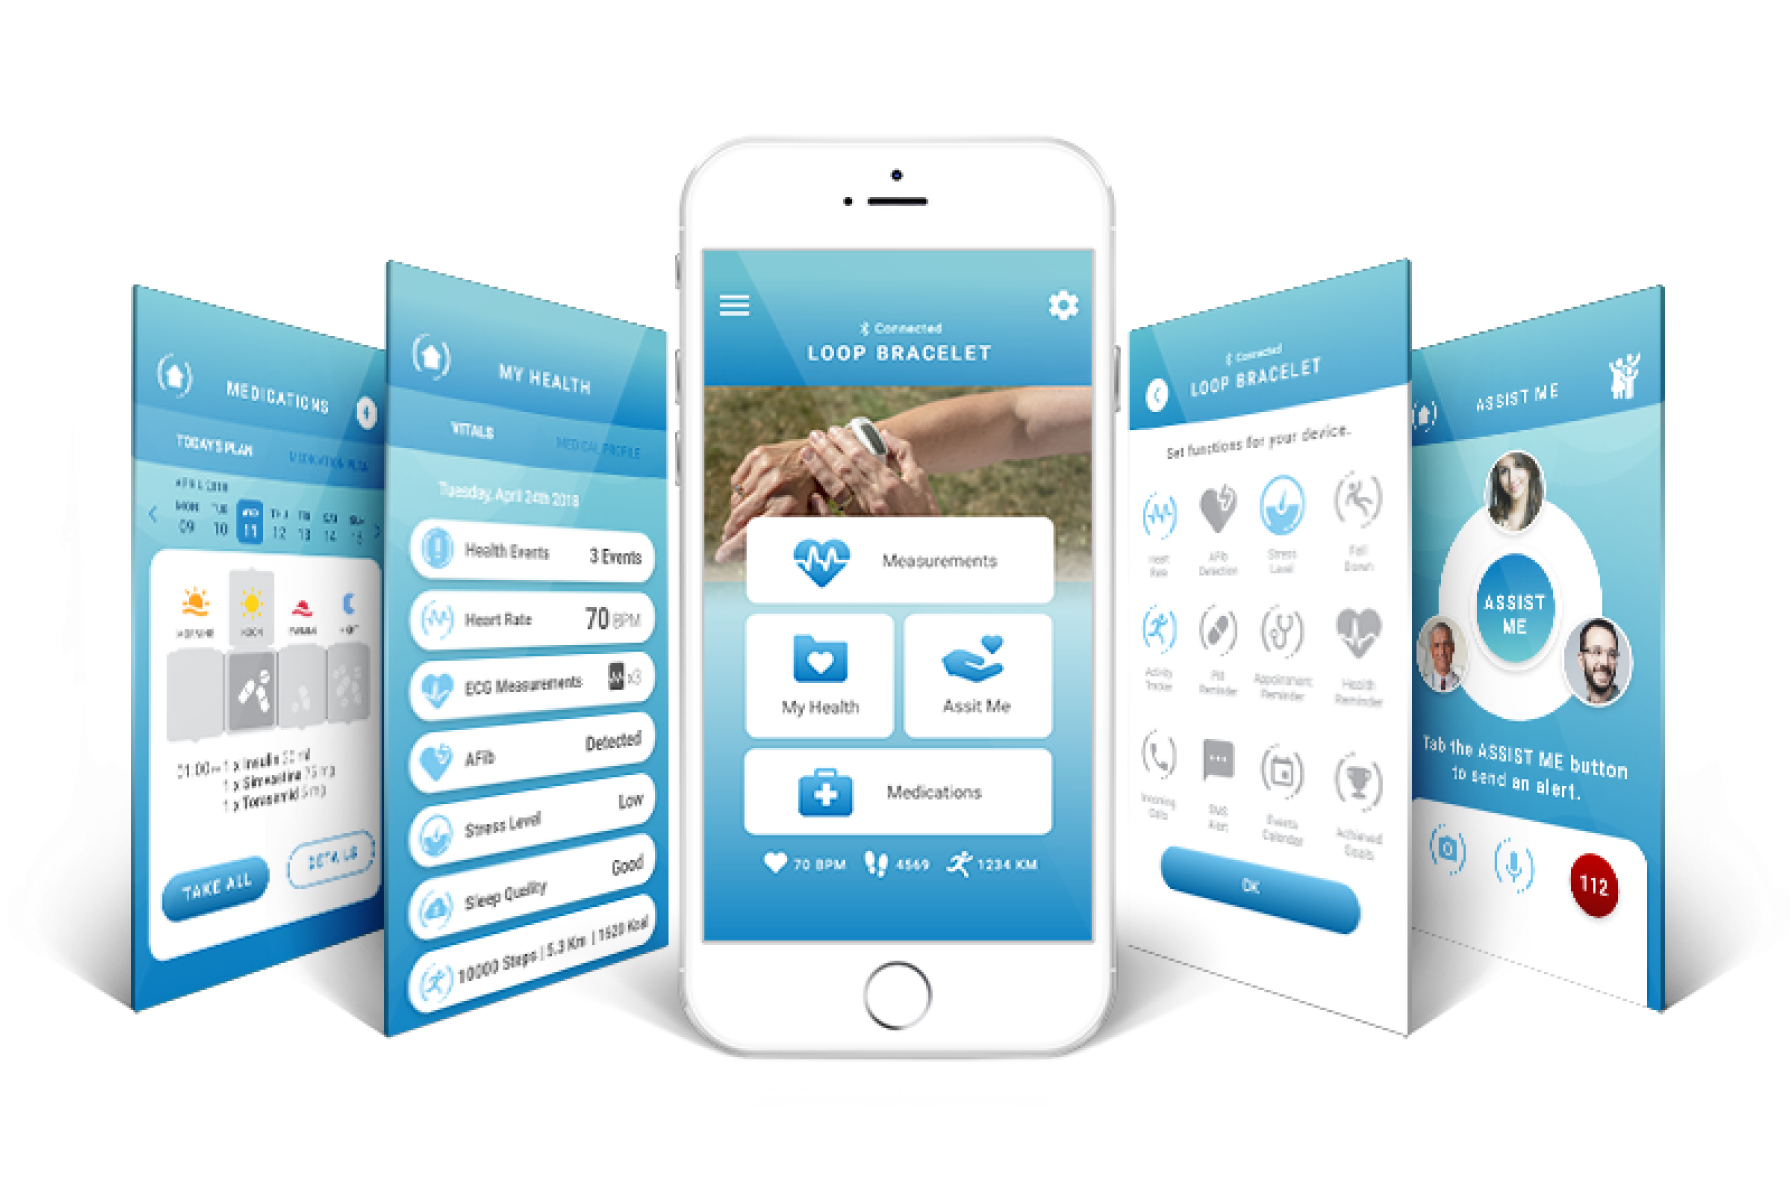 MEDICATIONS
TODAY'S PLAN
MEDICATION PLAN
APRIL 2018
MON TUE WED THU FRI SAT SUN
09 10 11 12 13 14 15
MORNING NOON EVENING NIGHT
01:00 – 1 x Insulin 30 ml
1 x Simvastina 75 mg
1 x Torasemid 5 mg
TAKE ALL
DETAILS
MY HEALTH
VITALS
MEDICAL PROFILE
Tuesday, April 24th 2018
Health Events 3 Events
Heart Rate 70 BPM
ECG Measurements x3
AFib Detected
Stress Level Low
Sleep Quality Good
10000 Steps | 5.3 Km | 1520 Kcal
Connected
LOOP BRACELET
Measurements
My Health
Assit Me
Medications
70 BPM 4569 1234 KM
Connected
LOOP BRACELET
Set functions for your device.
Heart Rate
AFib Detection
Stress Level
Fall Down
Activity Tracker
Pill Reminder
Appointment Reminder
Health Reminder
Incoming Calls
SMS Alert
Events Calendar
Achieved Goals
OK
ASSIST ME
ASSIST
ME
Tab the ASSIST ME button
to send an alert.
112